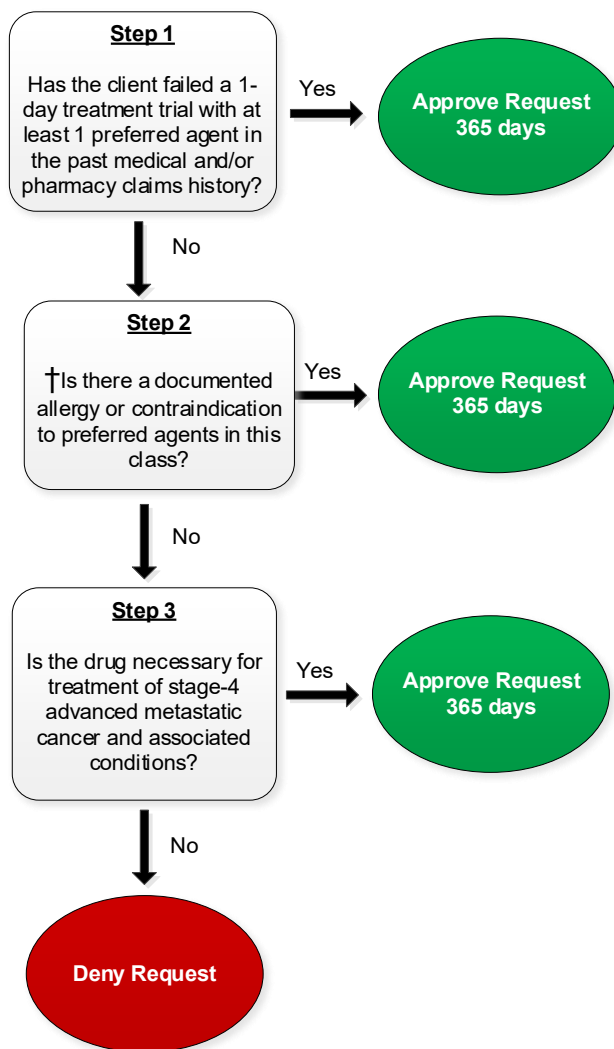 Step 1
Has the client failed a 1-
day treatment trial with at
least 1 preferred agent in
the past medical and/or
pharmacy claims history?
Yes
Approve Request
365 days
No
Step 2
†Is there a documented
allergy or contraindication
to preferred agents in this
class?
Yes
Approve Request
365 days
No
Step 3
Is the drug necessary for
treatment of stage-4
advanced metastatic
cancer and associated
conditions?
Yes
Approve Request
365 days
No
Deny Request